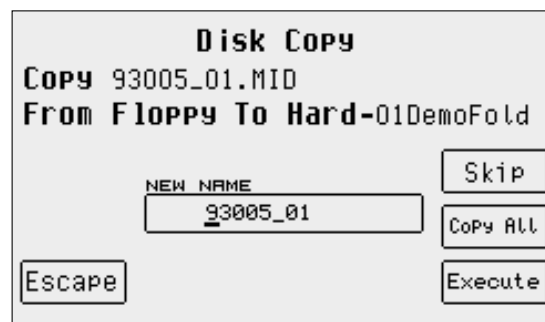 Disk Copy
Copy 93005_01.MID
From Floppy To Hard-01DemoFold
Skip
NEW NAME
93005_01
Copy All
Escape
Execute